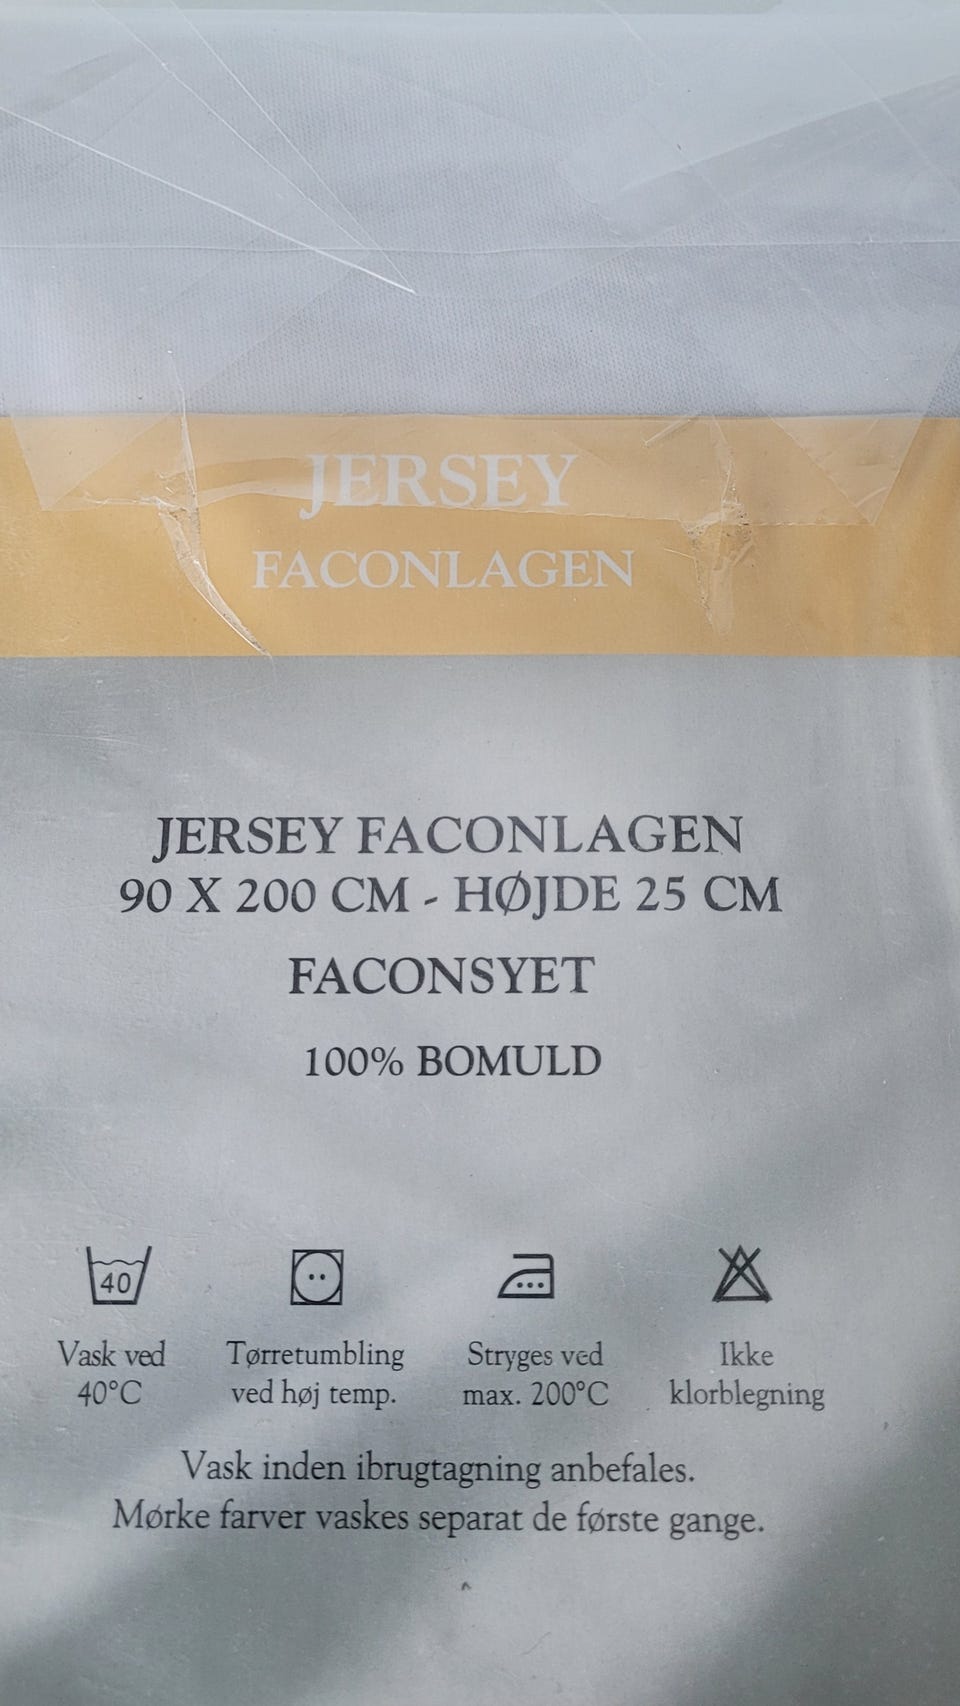 JERSEY
FACONLAGEN
JERSEY FACONLAGEN
90 X 200 CM - HØJDE 25 CM
FACONSYET
100% BOMULD
40
Vask ved
40°C
Tørretumbling
ved høj temp.
Stryges ved
max. 200°C
Ikke
klorblegning
Vask inden ibrugtagning anbefales.
Mørke farver vaskes separat de første gange.